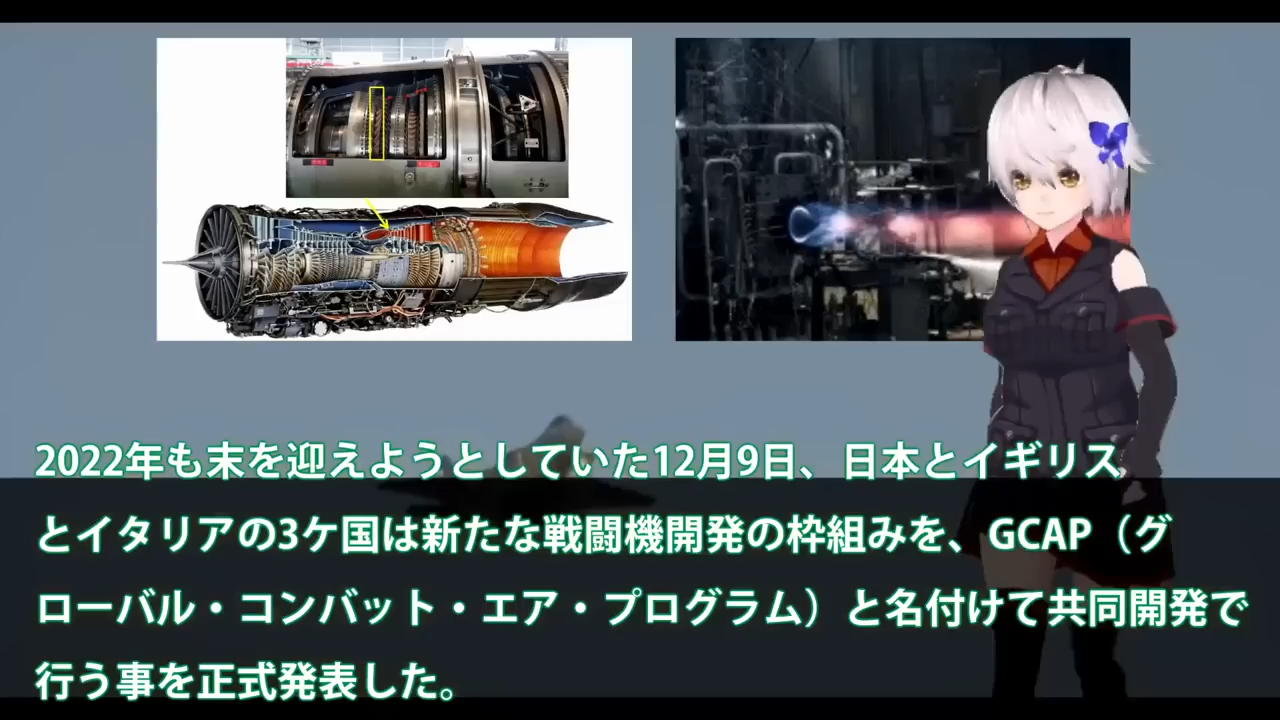 2022年も末を迎えようとしていた12月9日、日本とイギリス
とイタリアの3ケ国は新たな戦闘機開発の枠組みを、GCAP（グ
ローバル・コンバット・エア・プログラム）と名付けて共同開発で
行う事を正式発表した。